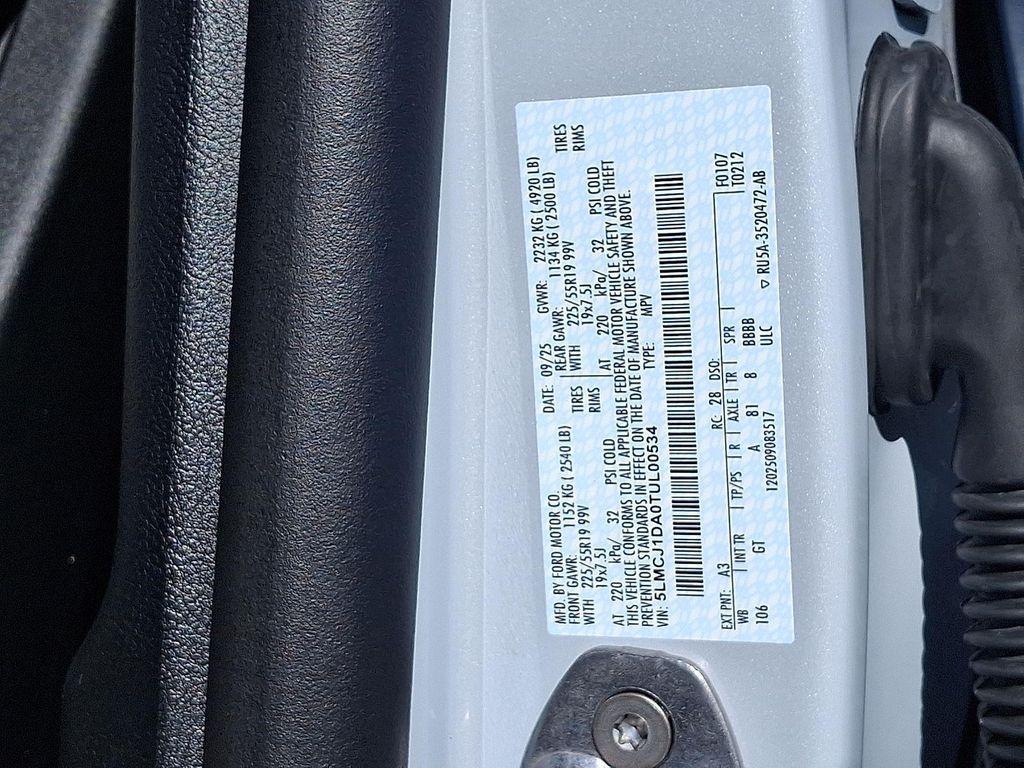 MFD. BY FORD MOTOR CO. DATE: 09/25 GVWR: 2232 KG ( 4920 LB)
FRONT GAWR: 1152 KG ( 2540 LB) REAR GAWR: 1134 KG ( 2500 LB)
WITH 225/55R19 99V TIRES WITH 225/55R19 99V TIRES
19x7.5J RIMS 19x7.5J RIMS
AT 220 kPa/ 32 PSI COLD AT 220 kPa/ 32 PSI COLD
THIS VEHICLE CONFORMS TO ALL APPLICABLE FEDERAL MOTOR VEHICLE SAFETY AND THEFT
PREVENTION STANDARDS IN EFFECT ON THE DATE OF MANUFACTURE SHOWN ABOVE.
VIN: 5LMCJ1DA0TUL00534 TYPE: MPV
EXT PNT: A3 RC: 28 DSO: F0107
WB INT TR TP/PS R AXLE TR SPR T0212
106 GT A 81 8 BBBB
1202509083517 ULC ▽ RU5A-3520472-AB